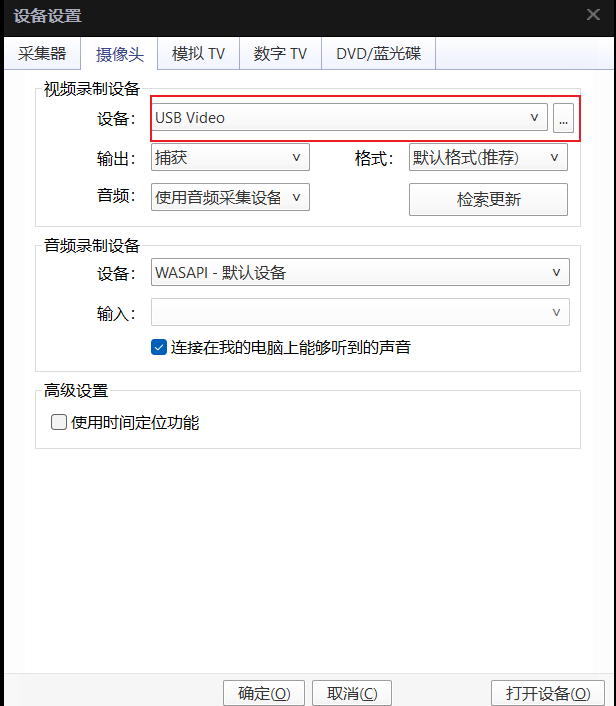 设备设置
采集器 摄像头 模拟 TV 数字 TV DVD/蓝光碟
视频录制设备
设备: USB Video ...
输出: 捕获 格式: 默认格式(推荐)
音频: 使用音频采集设备 检索更新
音频录制设备
设备: WASAPI - 默认设备
输入:
连接在我的电脑上能够听到的声音
高级设置
使用时间定位功能
确定(O) 取消(C) 打开设备(O)